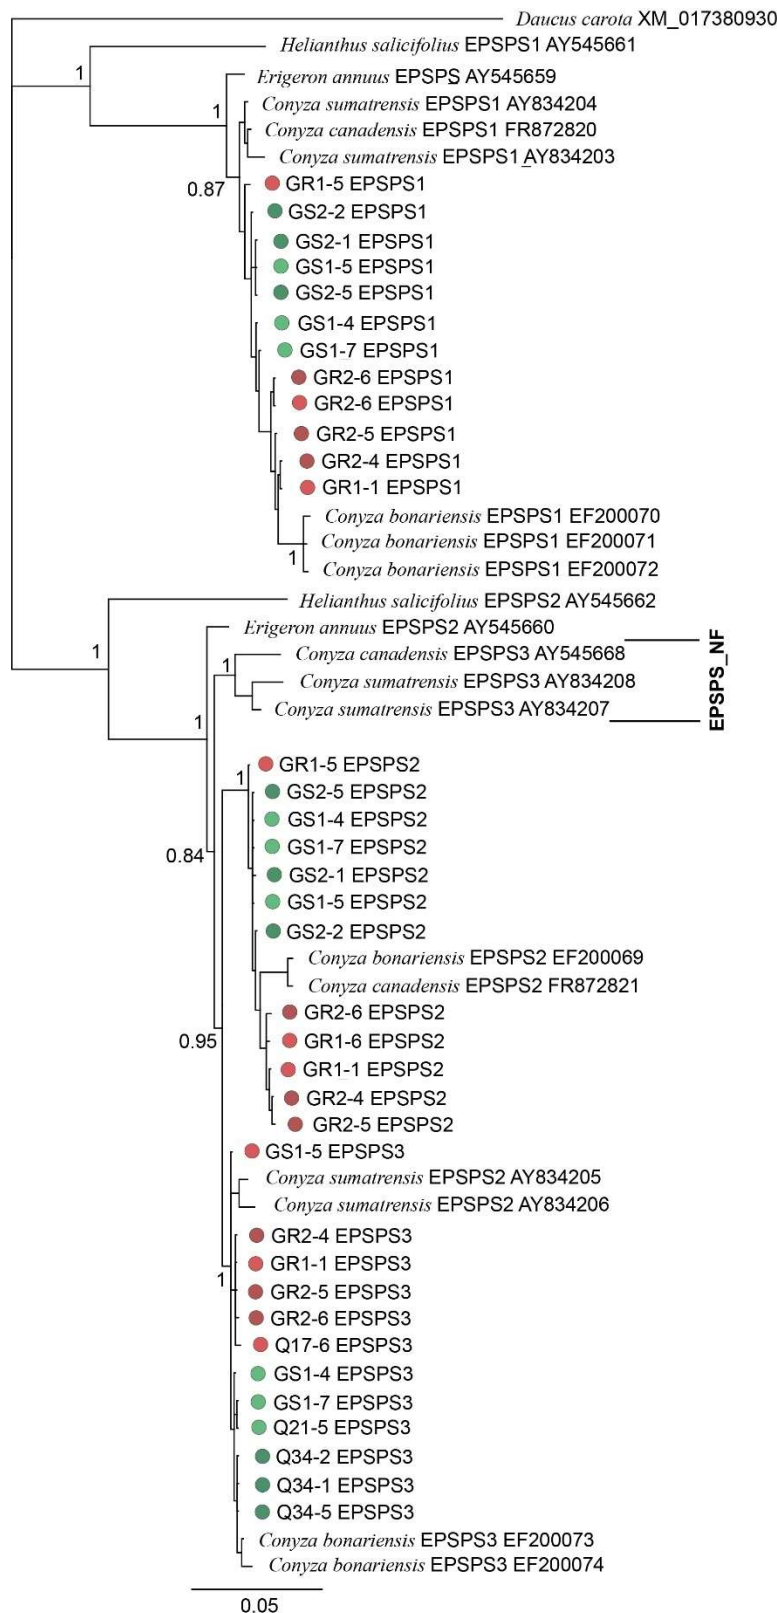 Daucus carota XM_017380930
Helianthus salicifolius EPSPS1 AY545661
1
Erigeron annuus EPSPS AY545659
1
Conyza sumatrensis EPSPS1 AY834204
Conyza canadensis EPSPS1 FR872820
Conyza sumatrensis EPSPS1 AY834203
0.87
GR1-5 EPSPS1
GS2-2 EPSPS1
GS2-1 EPSPS1
GS1-5 EPSPS1
GS2-5 EPSPS1
GS1-4 EPSPS1
GS1-7 EPSPS1
GR2-6 EPSPS1
GR2-6 EPSPS1
GR2-5 EPSPS1
GR2-4 EPSPS1
GR1-1 EPSPS1
Conyza bonariensis EPSPS1 EF200070
Conyza bonariensis EPSPS1 EF200071
1
Conyza bonariensis EPSPS1 EF200072
Helianthus salicifolius EPSPS2 AY545662
Erigeron annuus EPSPS2 AY545660
1
Conyza canadensis EPSPS3 AY545668
1
Conyza sumatrensis EPSPS3 AY834208
Conyza sumatrensis EPSPS3 AY834207
EPSPS_NF
1
GR1-5 EPSPS2
1
GS2-5 EPSPS2
GS1-4 EPSPS2
GS1-7 EPSPS2
0.84
GS2-1 EPSPS2
GS1-5 EPSPS2
GS2-2 EPSPS2
Conyza bonariensis EPSPS2 EF200069
Conyza canadensis EPSPS2 FR872821
GR2-6 EPSPS2
0.95
GR1-6 EPSPS2
GR1-1 EPSPS2
GR2-4 EPSPS2
GR2-5 EPSPS2
GS1-5 EPSPS3
Conyza sumatrensis EPSPS2 AY834205
Conyza sumatrensis EPSPS2 AY834206
GR2-4 EPSPS3
GR1-1 EPSPS3
1
GR2-5 EPSPS3
GR2-6 EPSPS3
Q17-6 EPSPS3
GS1-4 EPSPS3
GS1-7 EPSPS3
Q21-5 EPSPS3
Q34-2 EPSPS3
Q34-1 EPSPS3
Q34-5 EPSPS3
Conyza bonariensis EPSPS3 EF200073
Conyza bonariensis EPSPS3 EF200074
0.05